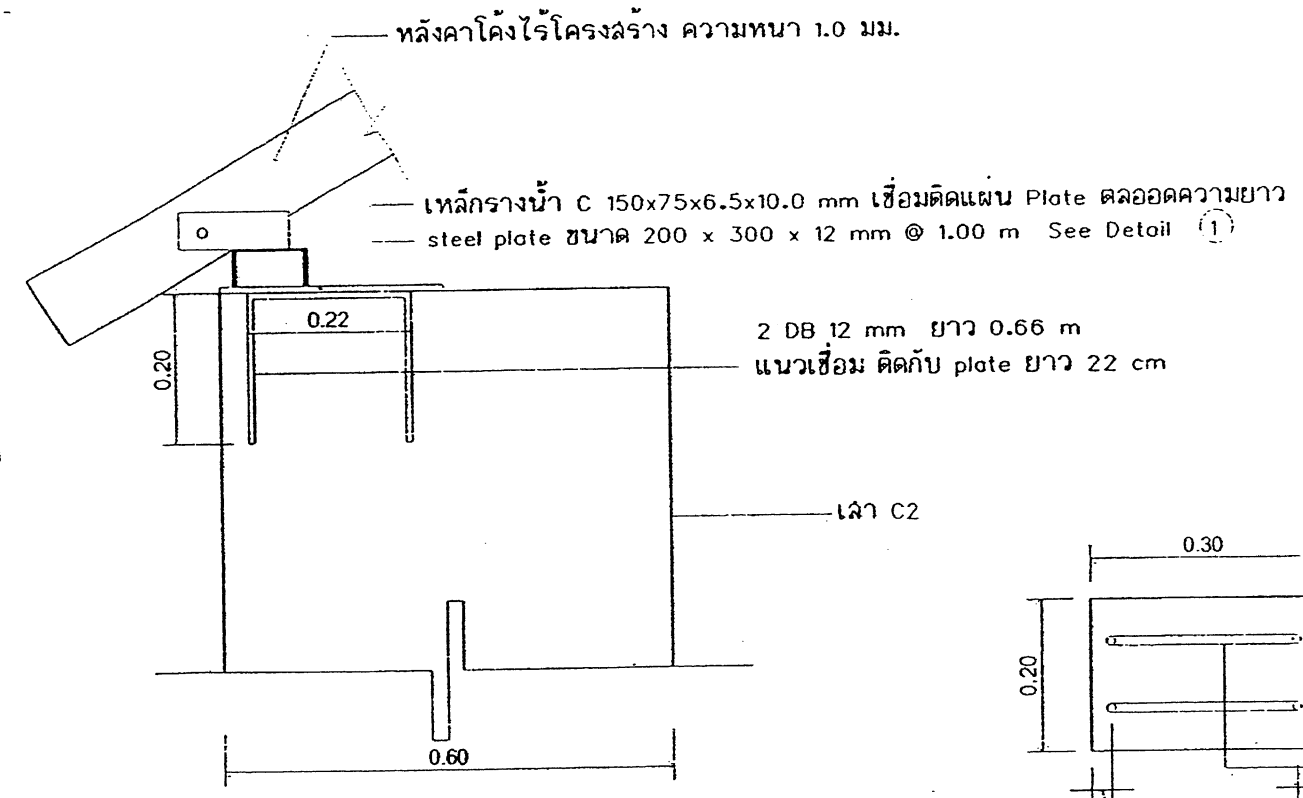 หลังคาโค้งไร้โครงสร้าง ความหนา 1.0 มม.
เหล็กรางน้ำ C 150x75x6.5x10.0 mm เชื่อมติดแผ่น Plate ตลออดความยาว
steel plate ขนาด 200 x 300 x 12 mm @ 1.00 m See Detail 1
0.22
0.20
2 DB 12 mm ยาว 0.66 m
แนวเชื่อม ติดกับ plate ยาว 22 cm
เสา C2
0.30
0.20
0.60